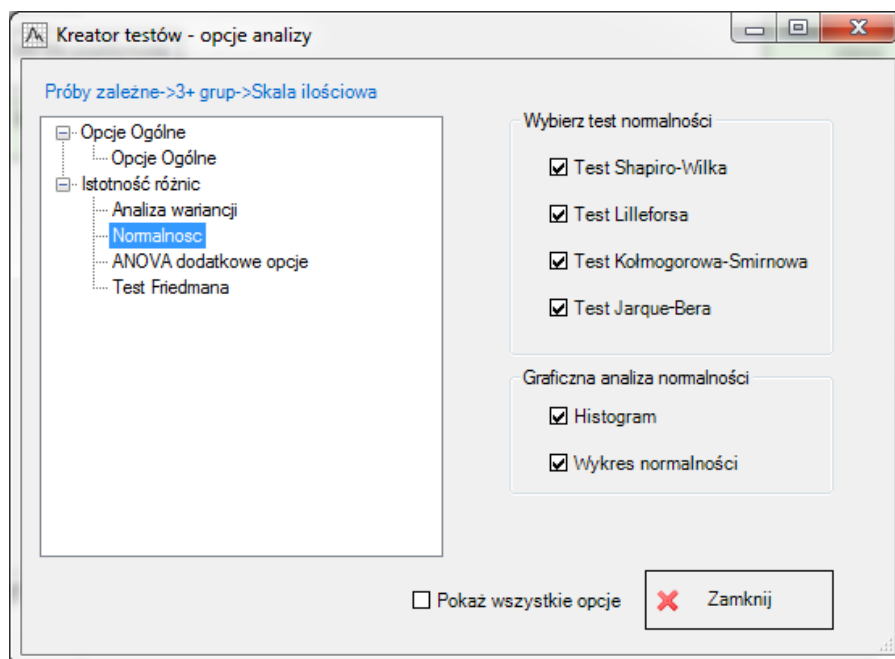 Kreator testów - opcje analizy
Próby zależne->3+ grup->Skala ilościowa
Opcje Ogólne
Opcje Ogólne
Istotność różnic
Analiza wariancji
Normalnosc
ANOVA dodatkowe opcje
Test Friedmana
Wybierz test normalności
Test Shapiro-Wilka
Test Lilleforsa
Test Kołmogorowa-Smirnowa
Test Jarque-Bera
Graficzna analiza normalności
Histogram
Wykres normalności
Pokaż wszystkie opcje
Zamknij